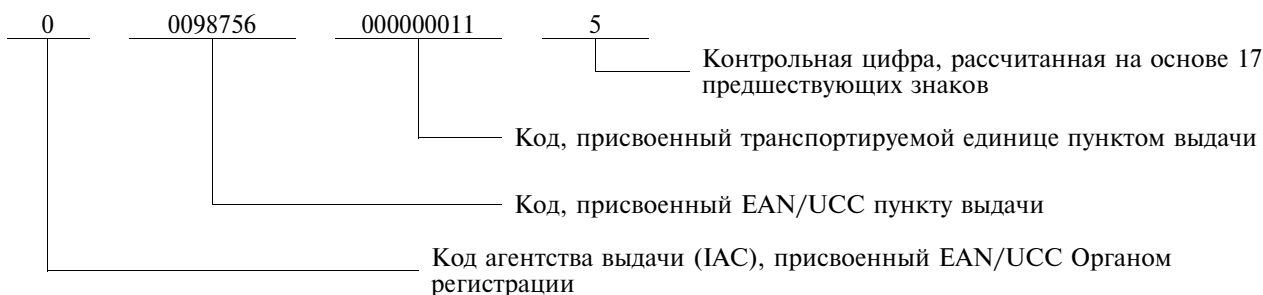 0 0098756 000000011 5
Контрольная цифра, рассчитанная на основе 17
предшествующих знаков
Код, присвоенный транспортируемой единице пунктом выдачи
Код, присвоенный EAN/UCC пункту выдачи
Код агентства выдачи (IAC), присвоенный EAN/UCC Органом
регистрации